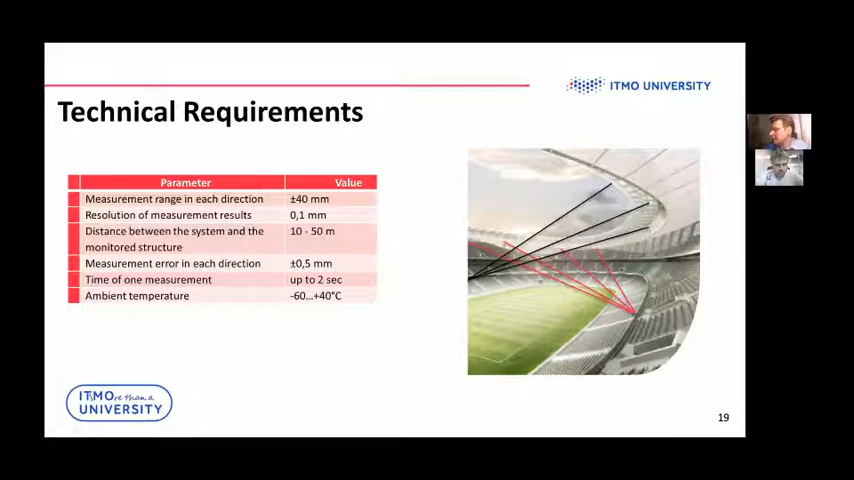 ITMO UNIVERSITY
Technical Requirements
Parameter Value
Measurement range in each direction ±40 mm
Resolution of measurement results 0,1 mm
Distance between the system and the 10 - 50 m
monitored structure
Measurement error in each direction ±0,5 mm
Time of one measurement up to 2 sec
Ambient temperature -60...+40°C
ITsMOre than a
UNIVERSITY
19